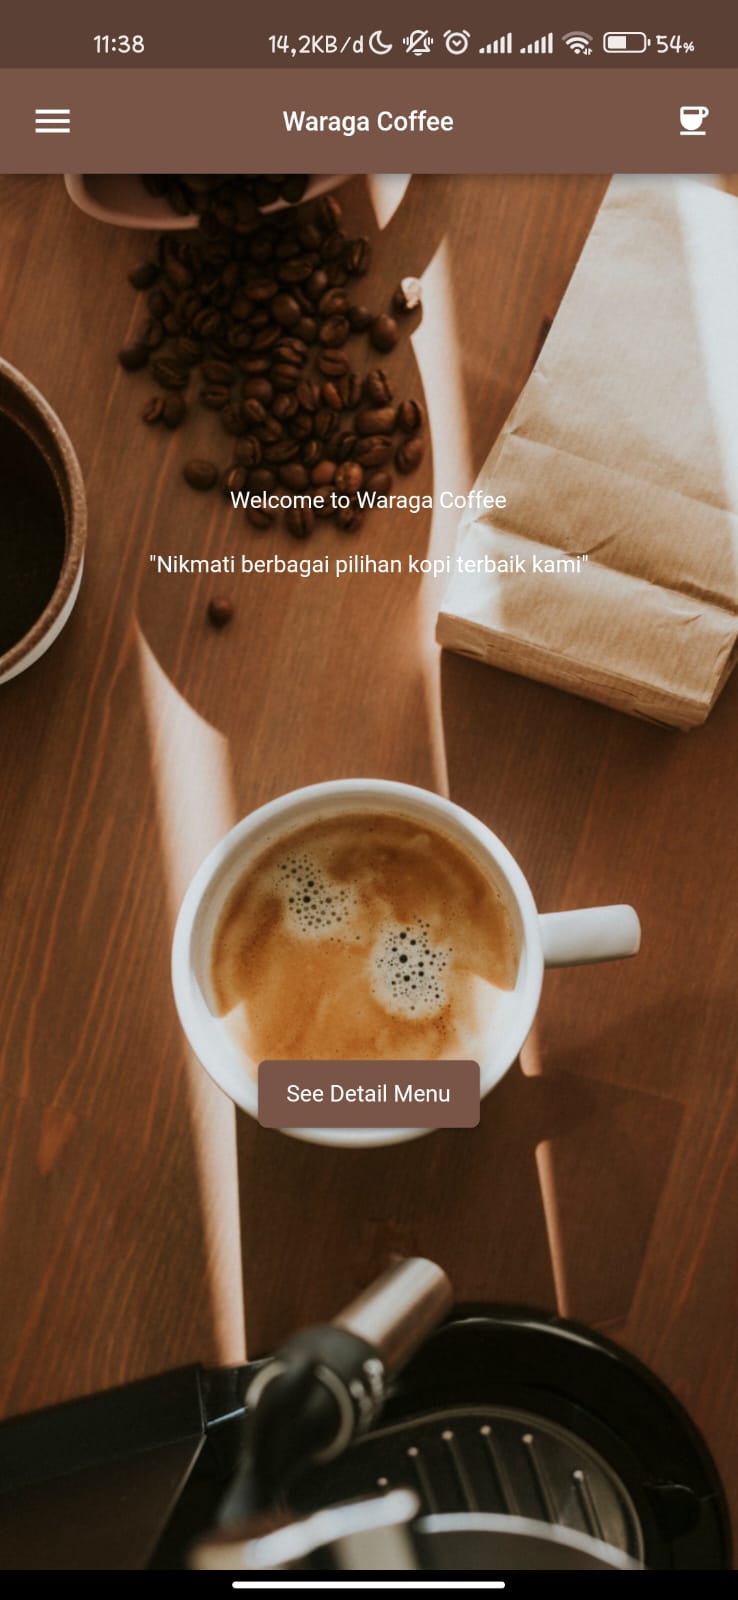 11:38 14,2KB/d 54%
Waraga Coffee
Welcome to Waraga Coffee
"Nikmati berbagai pilihan kopi terbaik kami"
See Detail Menu